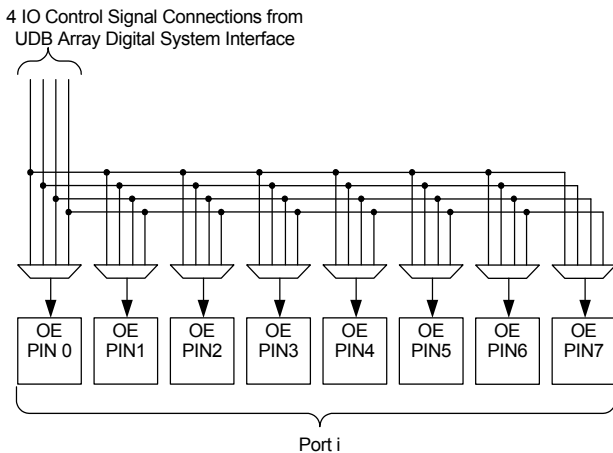 4 IO Control Signal Connections from
UDB Array Digital System Interface
OE
PIN 0
OE
PIN1
OE
PIN2
OE
PIN3
OE
PIN4
OE
PIN5
OE
PIN6
OE
PIN7
Port i